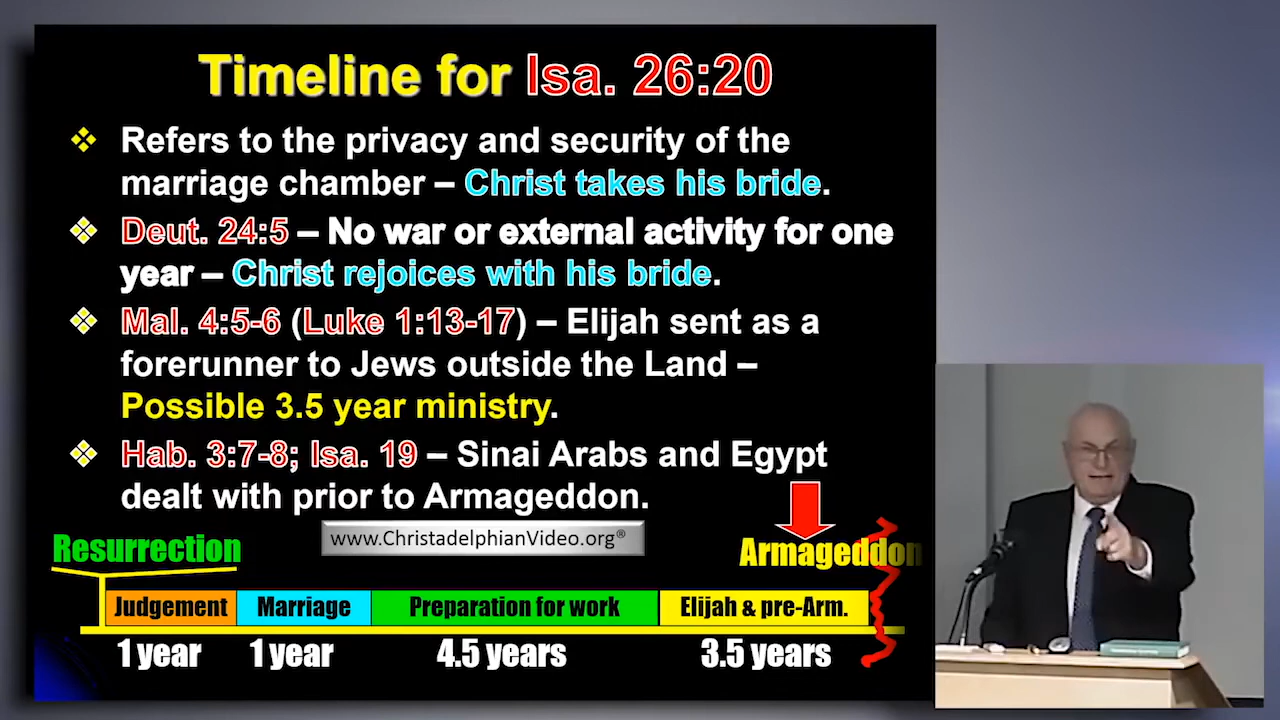 Timeline for Isa. 26:20
Refers to the privacy and security of the
marriage chamber – Christ takes his bride.
Deut. 24:5 – No war or external activity for one
year – Christ rejoices with his bride.
Mal. 4:5-6 (Luke 1:13-17) – Elijah sent as a
forerunner to Jews outside the Land –
Possible 3.5 year ministry.
Hab. 3:7-8; Isa. 19 – Sinai Arabs and Egypt
dealt with prior to Armageddon.
www.ChristadelphianVideo.org®
Resurrection
Armageddon
Judgement Marriage Preparation for work Elijah & pre-Arm.
1 year 1 year 4.5 years 3.5 years